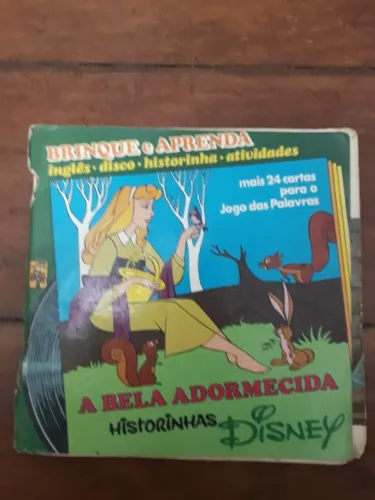 BRINQUE e APRENDA
inglês • disco • historinha • atividades
mais 24 cartas
para o
Jogo das Palavras
A BELA ADORMECIDA
HISTORINHAS DISNEY